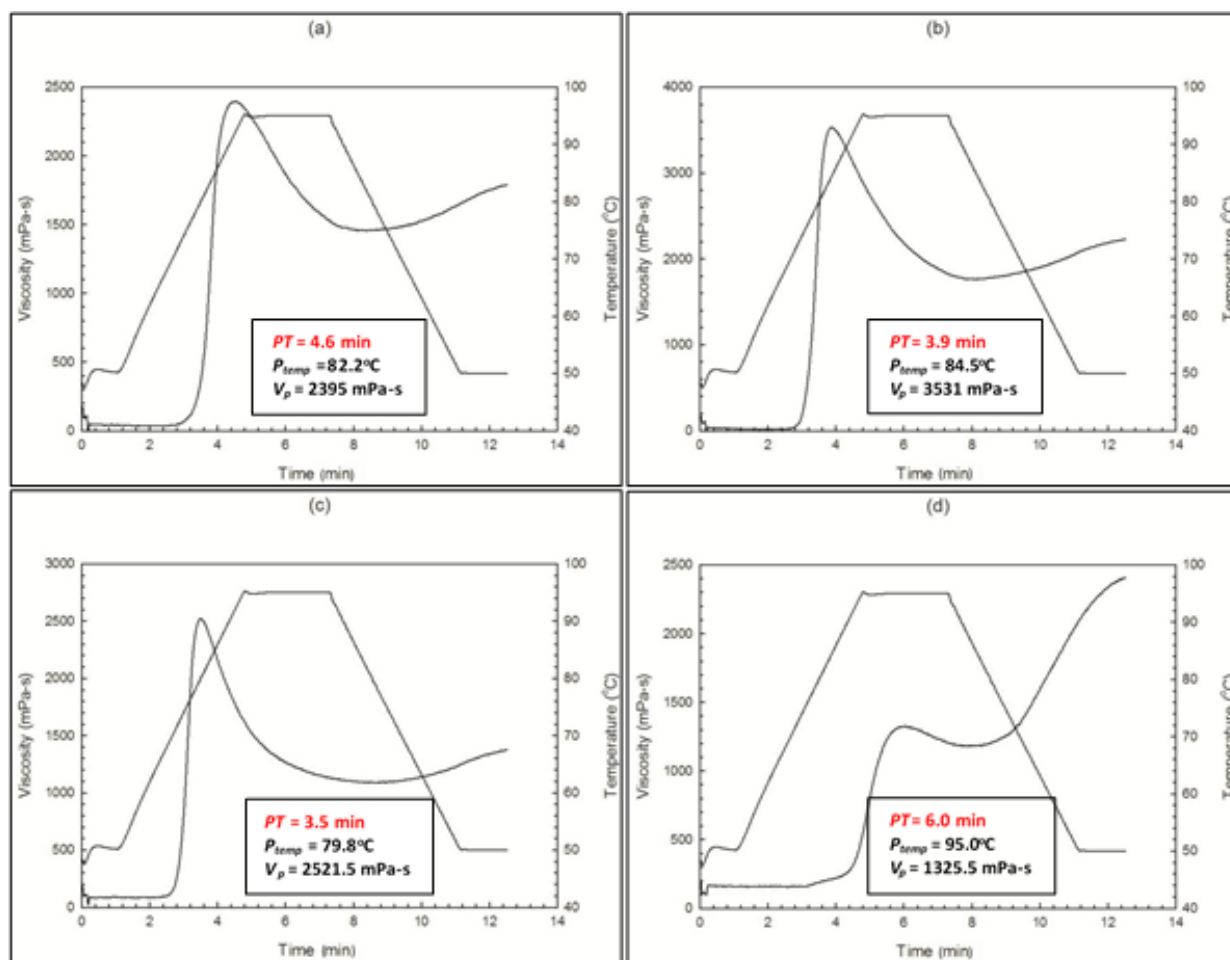 (a)
2500
2000
1500
1000
500
0
100
90
80
70
60
50
40
Viscosity (mPa-s)
Temperature (°C)
PT = 4.6 min
Ptemp = 82.2°C
Vp = 2395 mPa-s
0 2 4 6 8 10 12 14
Time (min)
(b)
4000
3200
2400
1600
800
0
100
90
80
70
60
50
40
Viscosity (mPa-s)
Temperature (°C)
PT = 3.9 min
Ptemp = 84.5°C
Vp = 3531 mPa-s
0 2 4 6 8 10 12 14
Time (min)
(c)
3000
2500
2000
1500
1000
500
0
100
90
80
70
60
50
40
Viscosity (mPa-s)
Temperature (°C)
PT = 3.5 min
Ptemp = 79.8°C
Vp = 2521.5 mPa-s
0 2 4 6 8 10 12 14
Time (min)
(d)
2500
2000
1500
1000
500
0
100
90
80
70
60
50
40
Viscosity (mPa-s)
Temperature (°C)
PT = 6.0 min
Ptemp = 95.0°C
Vp = 1325.5 mPa-s
0 2 4 6 8 10 12 14
Time (min)